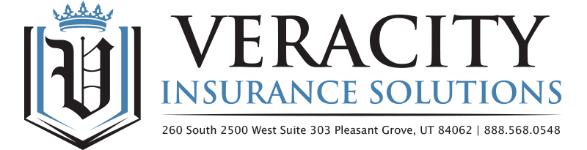 V
VERACITY
INSURANCE SOLUTIONS
260 South 2500 West Suite 303 Pleasant Grove, UT 84062 | 888.568.0548